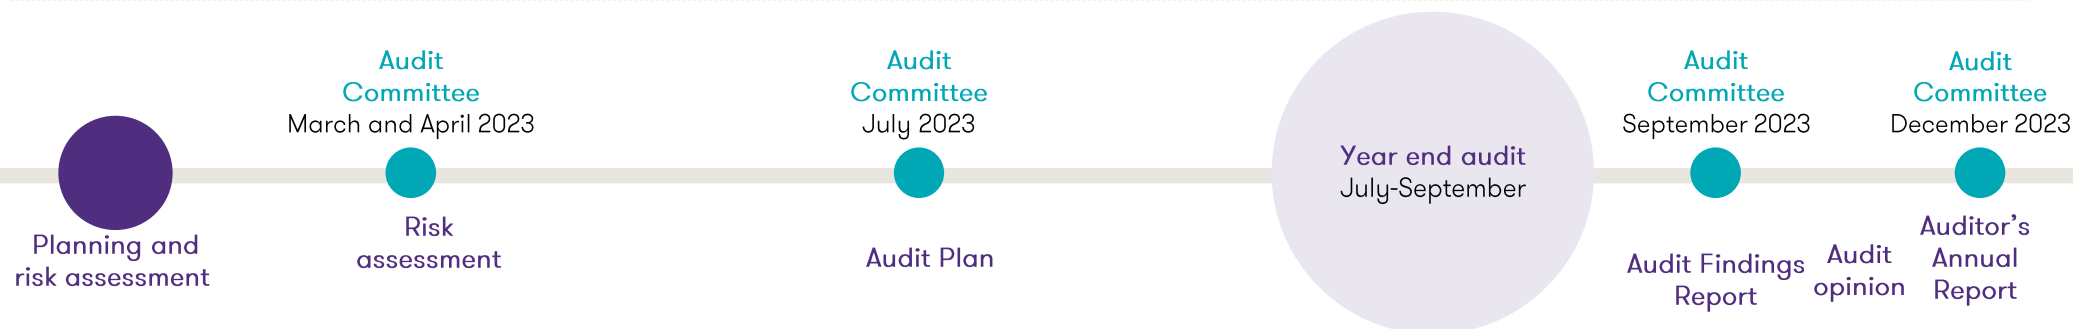 Planning and
risk assessment
Audit
Committee
March and April 2023
Risk
assessment
Audit
Committee
July 2023
Audit Plan
Year end audit
July-September
Audit
Committee
September 2023
Audit Findings
Report
Audit
opinion
Audit
Committee
December 2023
Auditor’s
Annual
Report